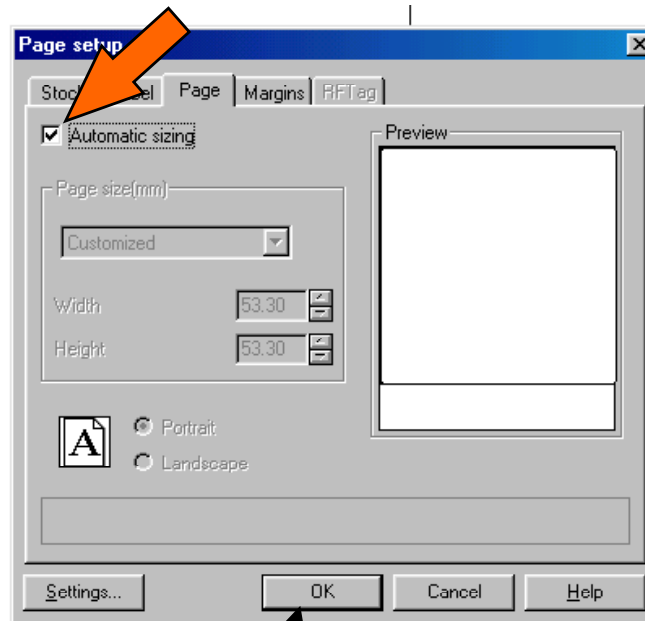 Page setup
Page Margins RFTag
Automatic sizing
Preview
Page size(mm)
Customized
Width 53.30
Height 53.30
A
Portrait
Landscape
Settings... OK Cancel Help